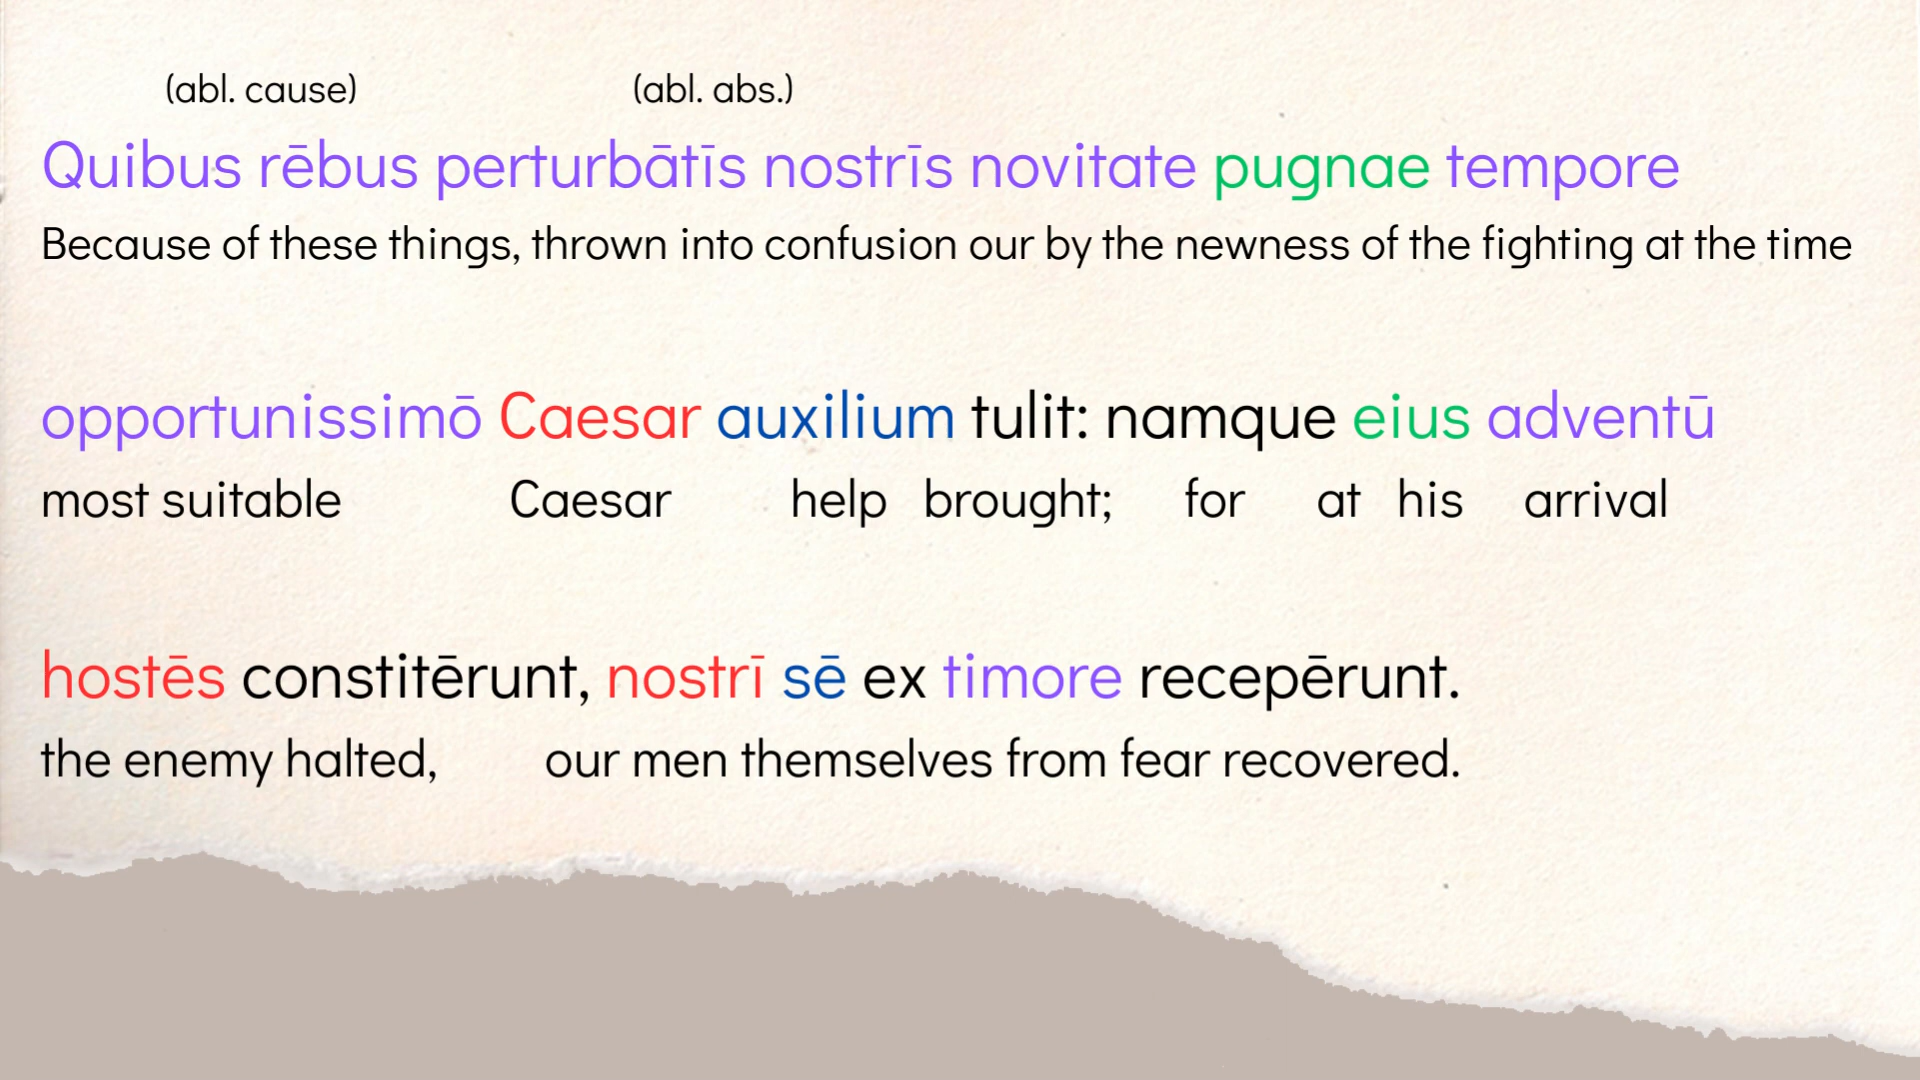 (abl. cause) (abl. abs.)
Quibus rēbus perturbātīs nostrīs novitate pugnae tempore
Because of these things, thrown into confusion our by the newness of the fighting at the time
opportunissimō Caesar auxilium tulit: namque eius adventū
most suitable Caesar help brought; for at his arrival
hostēs constitērunt, nostrī sē ex timore recepērunt.
the enemy halted, our men themselves from fear recovered.